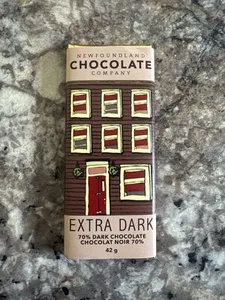 NEWFOUNDLAND
CHOCOLATE
COMPANY
EXTRA DARK
70% DARK CHOCOLATE
CHOCOLAT NOIR 70%
42 g